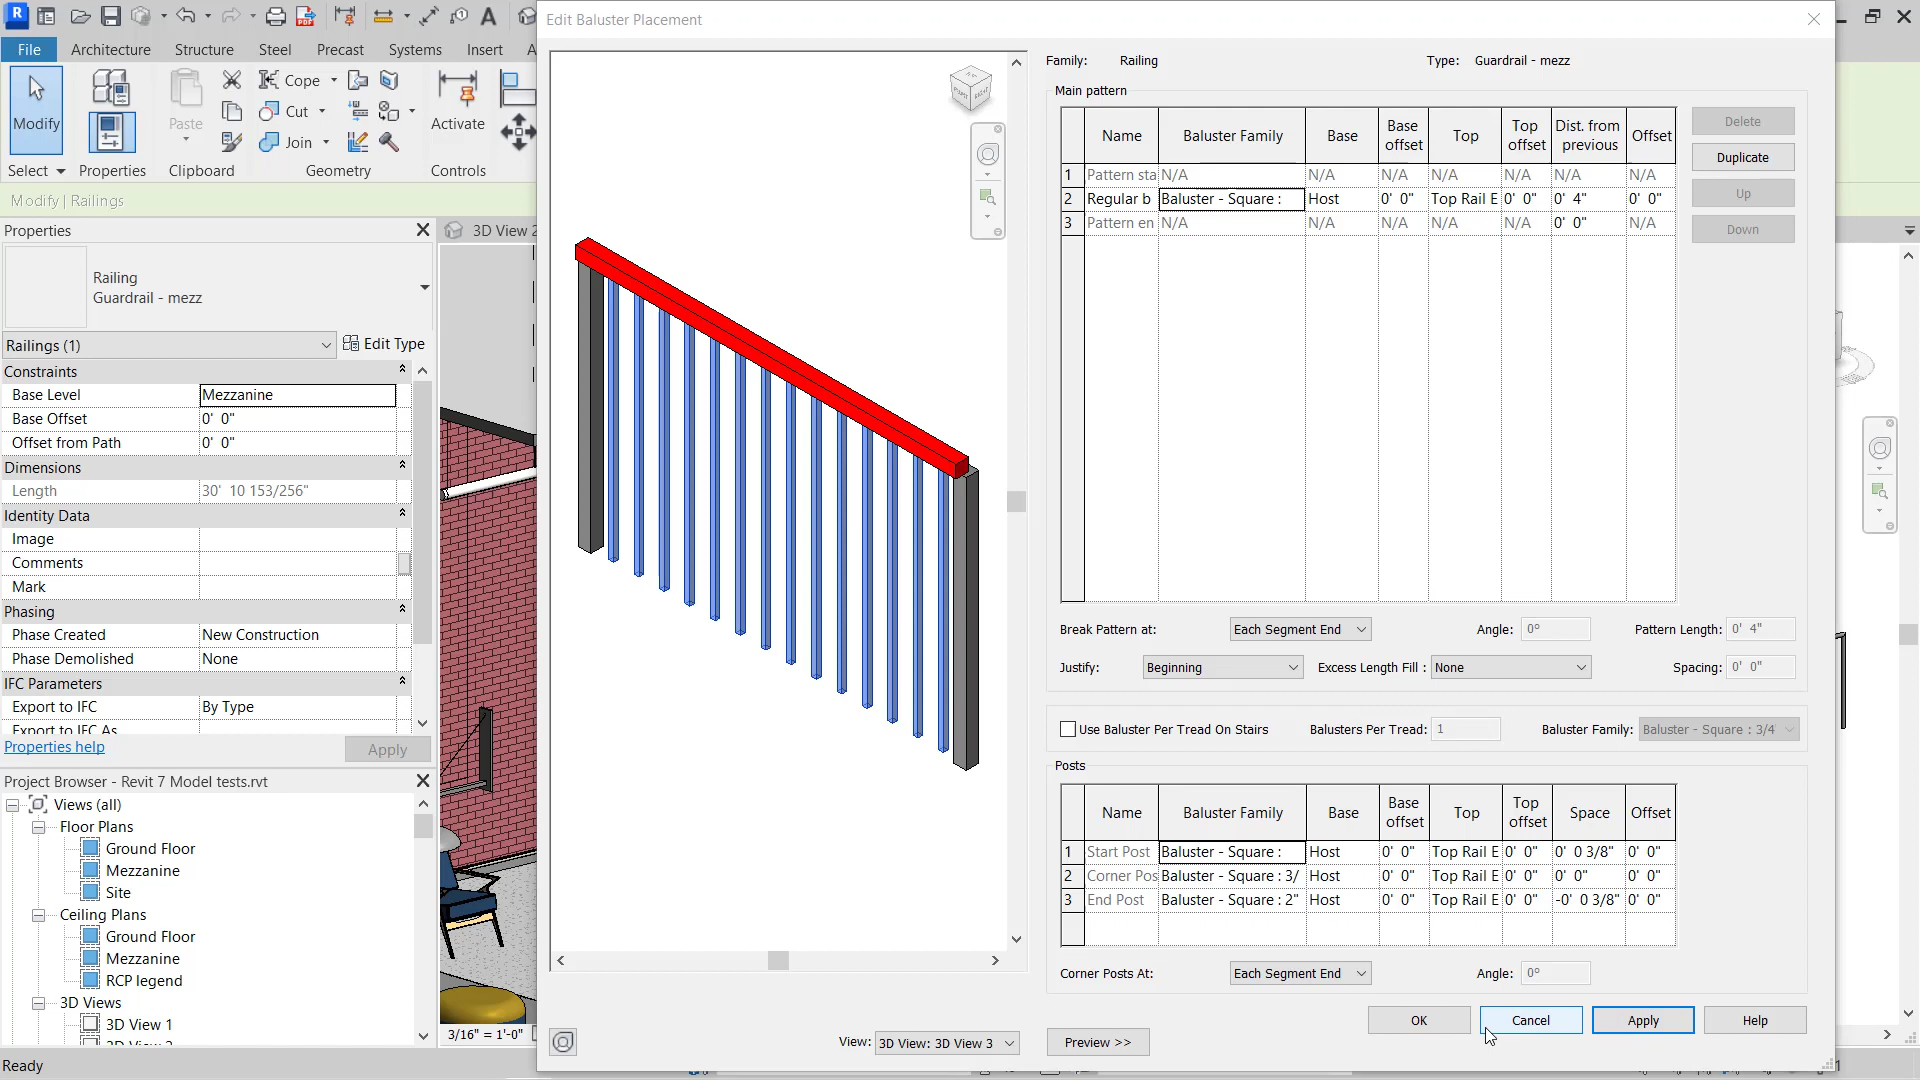 Edit Baluster Placement
File Architecture Structure Steel Precast Systems Insert
Modify
Paste
Cope
Cut
Join
Activate
Select Properties Clipboard Geometry Controls
Modify | Railings
Properties
Railing
Guardrail - mezz
Railings (1) Edit Type
Constraints
Base Level Mezzanine
Base Offset 0' 0"
Offset from Path 0' 0"
Dimensions
Length 30' 10 153/256"
Identity Data
Image
Comments
Mark
Phasing
Phase Created New Construction
Phase Demolished None
IFC Parameters
Export to IFC By Type
Export to IFC As
Properties help Apply
Project Browser - Revit 7 Model tests.rvt
Views (all)
Floor Plans
Ground Floor
Mezzanine
Site
Ceiling Plans
Ground Floor
Mezzanine
RCP legend
3D Views
3D View 1
Ready
3D View 2
3/16" = 1'-0"
View: 3D View: 3D View 3 Preview >>
Family: Railing Type: Guardrail - mezz
Main pattern
Name Baluster Family Base Base offset Top Top offset Dist. from previous Offset
1 Pattern sta N/A N/A N/A N/A N/A N/A N/A
2 Regular b Baluster - Square : Host 0' 0" Top Rail E 0' 0" 0' 4" 0' 0"
3 Pattern en N/A N/A N/A N/A N/A 0' 0" N/A
Delete
Duplicate
Up
Down
Break Pattern at: Each Segment End Angle: 0° Pattern Length: 0' 4"
Justify: Beginning Excess Length Fill : None Spacing: 0' 0"
Use Baluster Per Tread On Stairs Balusters Per Tread: 1 Baluster Family: Baluster - Square : 3/4
Posts
Name Baluster Family Base Base offset Top Top offset Space Offset
1 Start Post Baluster - Square : Host 0' 0" Top Rail E 0' 0" 0' 0 3/8" 0' 0"
2 Corner Pos Baluster - Square : 3/ Host 0' 0" Top Rail E 0' 0" 0' 0" 0' 0"
3 End Post Baluster - Square : 2" Host 0' 0" Top Rail E 0' 0" -0' 0 3/8" 0' 0"
Corner Posts At: Each Segment End Angle: 0°
OK Cancel Apply Help